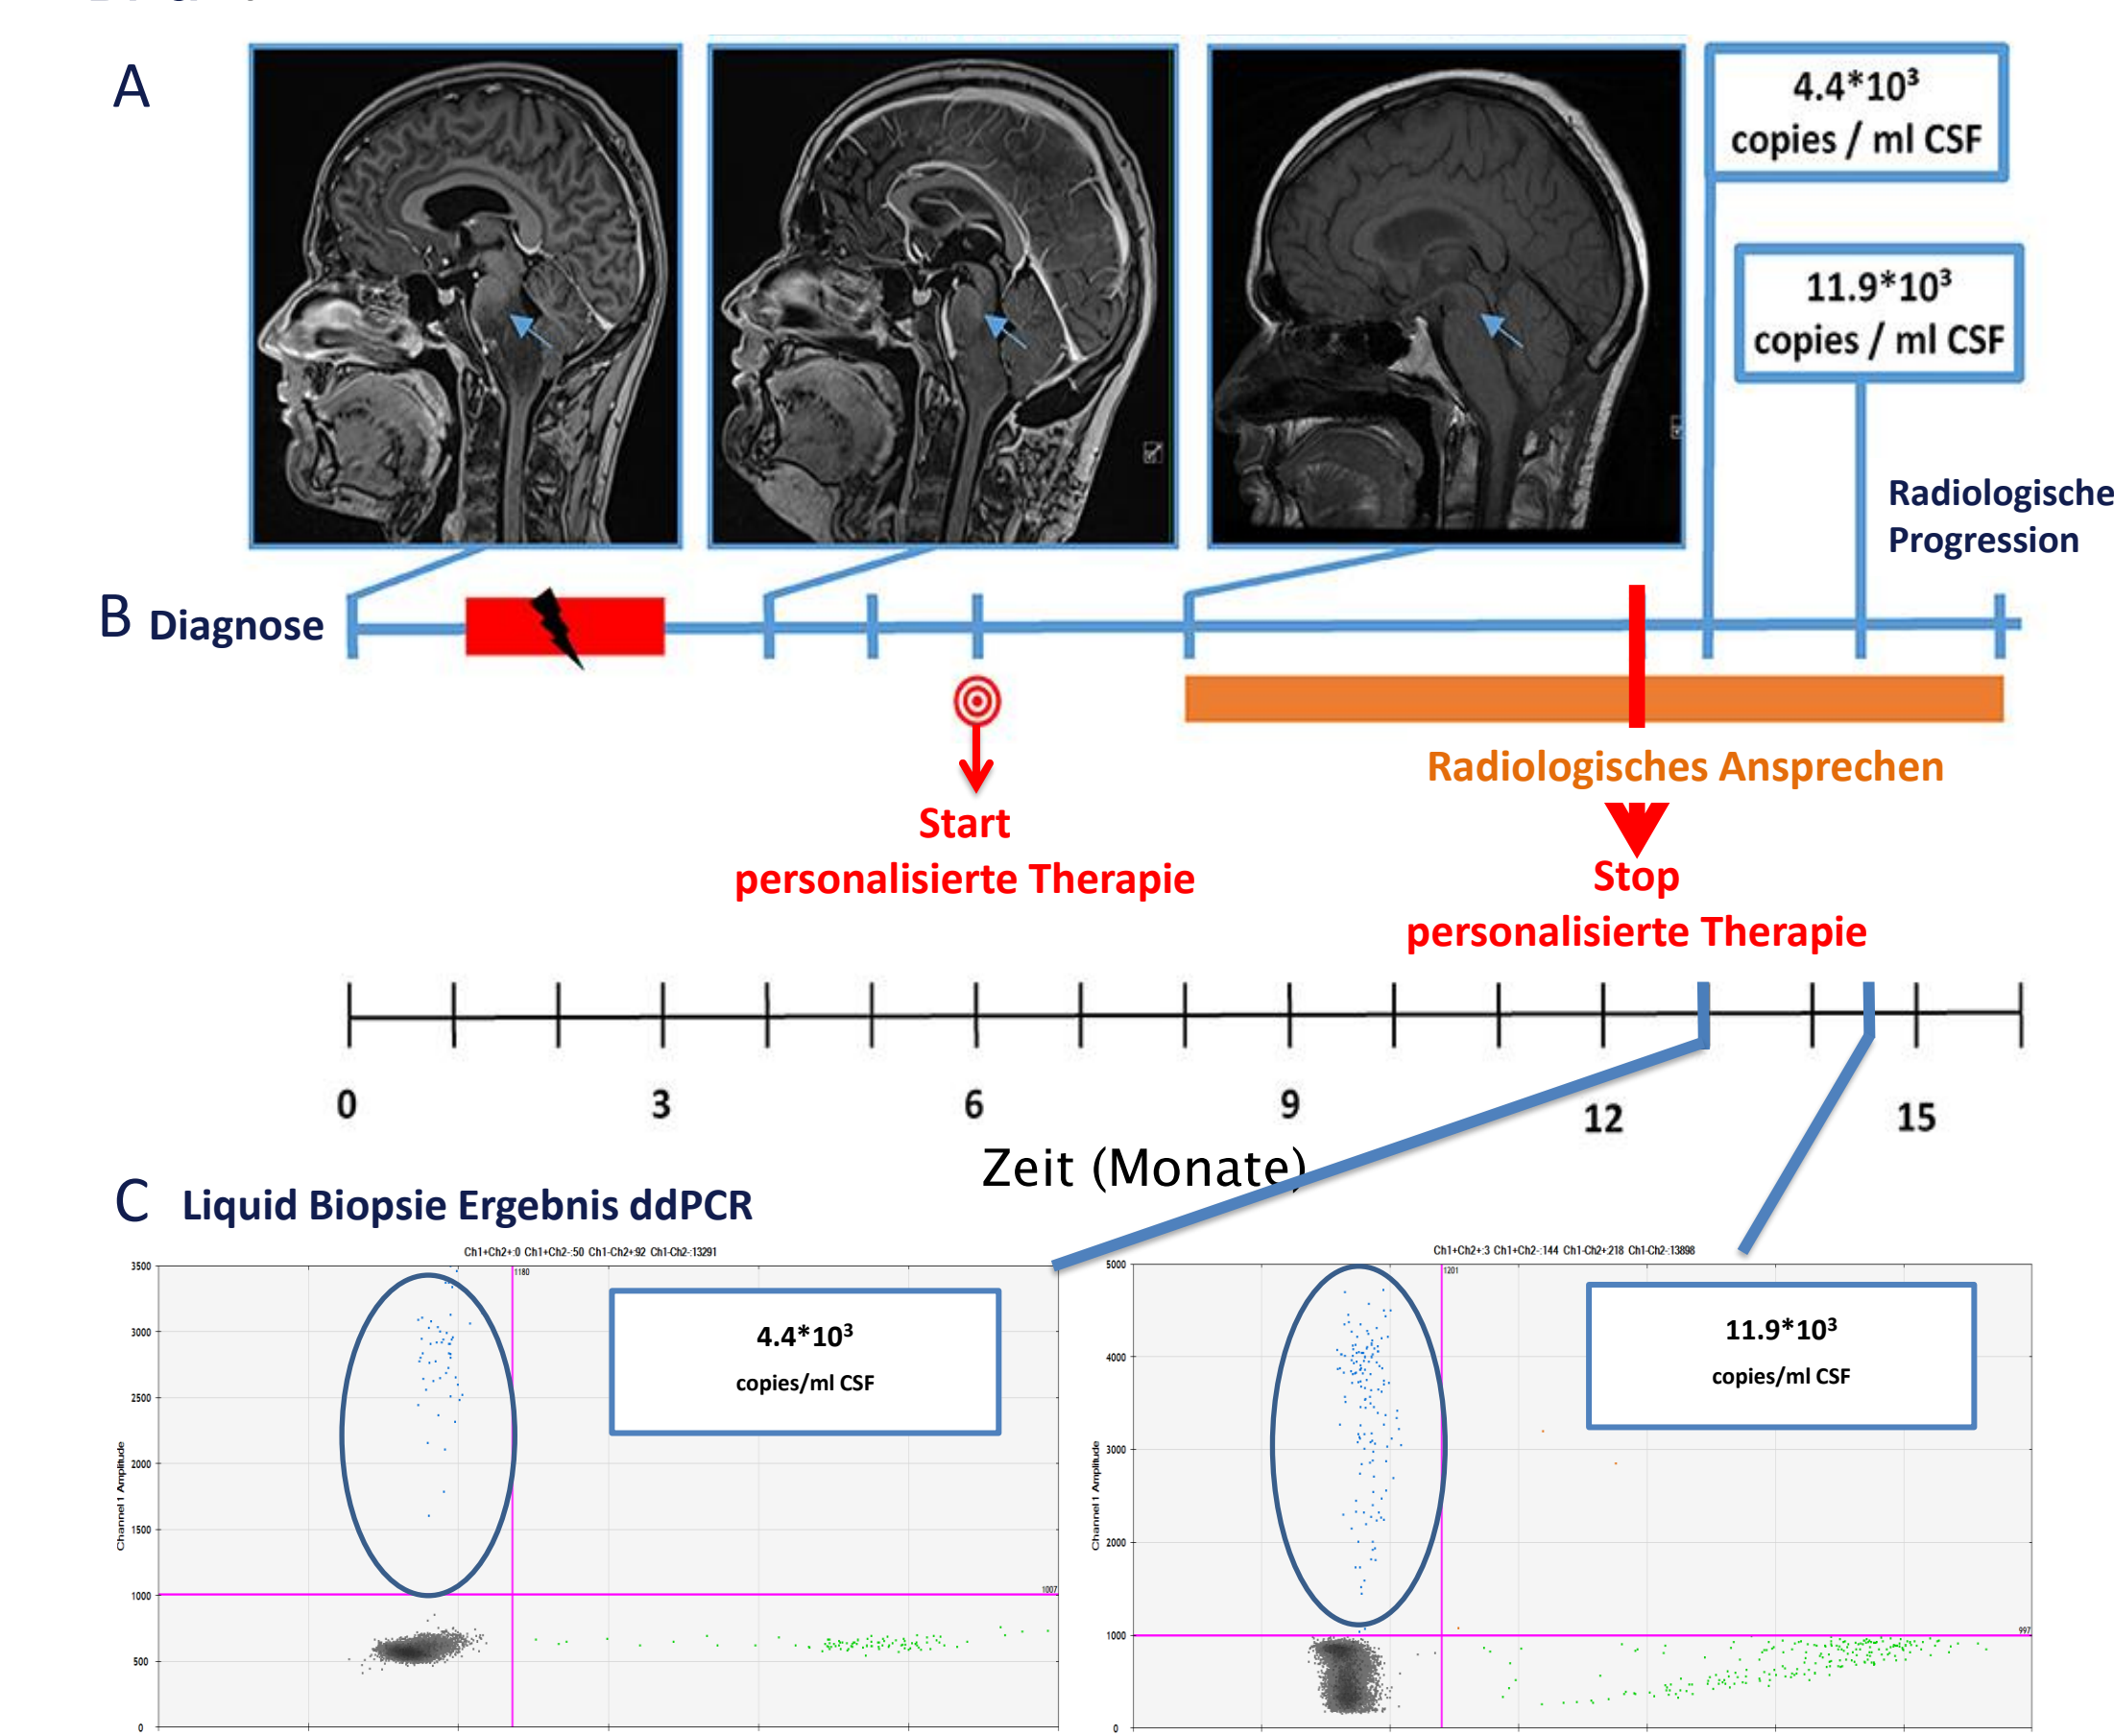 A
4.4*10³
copies / ml CSF
11.9*10³
copies / ml CSF
Radiologische
Progression
B Diagnose
Radiologisches Ansprechen
Start
personalisierte Therapie
Stop
personalisierte Therapie
0 3 6 9 12 15
Zeit (Monate)
C Liquid Biopsie Ergebnis ddPCR
Ch1+Ch2+:0 Ch1+Ch2-:50 Ch1-Ch2+:92 Ch1-Ch2-:13291
3500
3000
2500
2000
1500
1000
500
0
Channel 1 Amplitude
1180
1007
4.4*10³
copies/ml CSF
Ch1+Ch2+:3 Ch1+Ch2-:144 Ch1-Ch2+:218 Ch1-Ch2-:13898
5000
4000
3000
2000
1000
0
Channel 1 Amplitude
1201
997
11.9*10³
copies/ml CSF